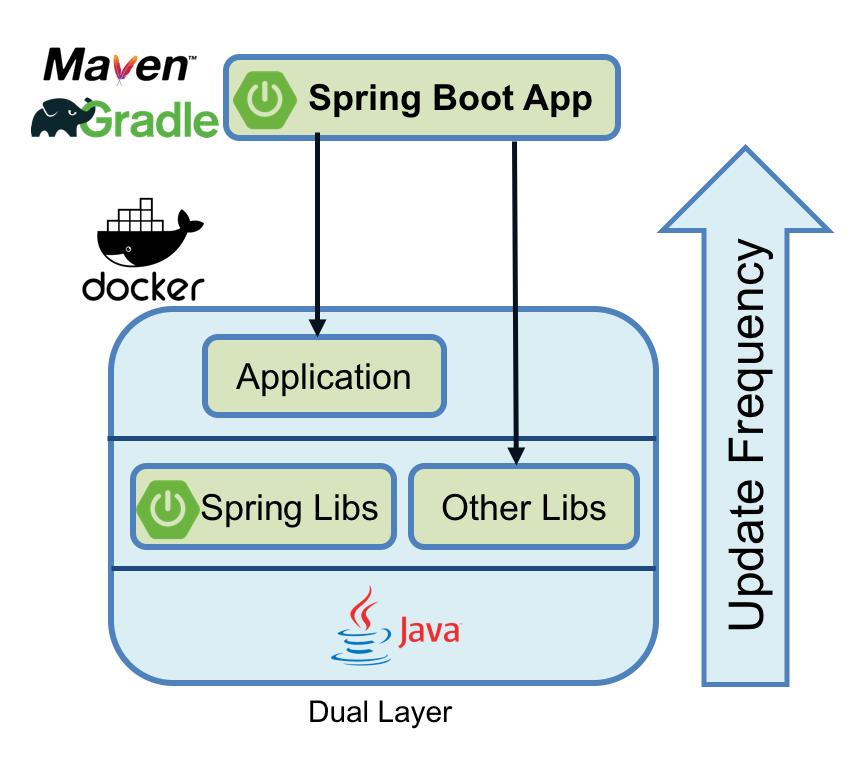 Maven™
Gradle
Spring Boot App
docker
Application
Spring Libs
Other Libs
Java
Dual Layer
Update Frequency